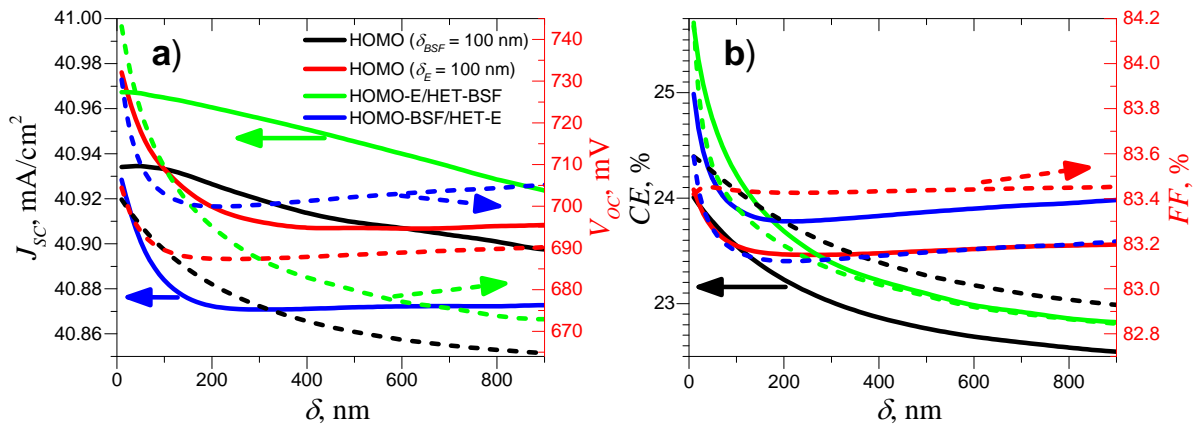 a)
HOMO (δBSF = 100 nm)
HOMO (δE = 100 nm)
HOMO-E/HET-BSF
HOMO-BSF/HET-E
41.00
40.98
40.96
40.94
40.92
40.90
40.88
40.86
JSC, mA/cm2
740
730
720
710
700
690
680
670
VOC, mV
0 200 400 600 800
δ, nm
b)
25
24
23
CE, %
84.2
84.0
83.8
83.6
83.4
83.2
83.0
82.8
FF, %
0 200 400 600 800
δ, nm